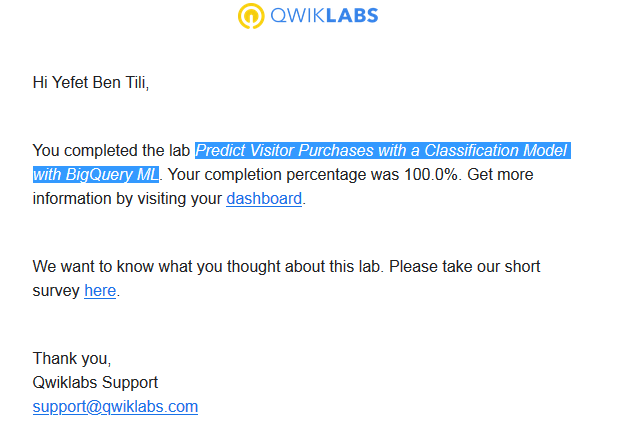 QWIKLABS
Hi Yefet Ben Tili,
You completed the lab Predict Visitor Purchases with a Classification Model
with BigQuery ML. Your completion percentage was 100.0%. Get more
information by visiting your dashboard.
We want to know what you thought about this lab. Please take our short
survey here.
Thank you,
Qwiklabs Support
support@qwiklabs.com